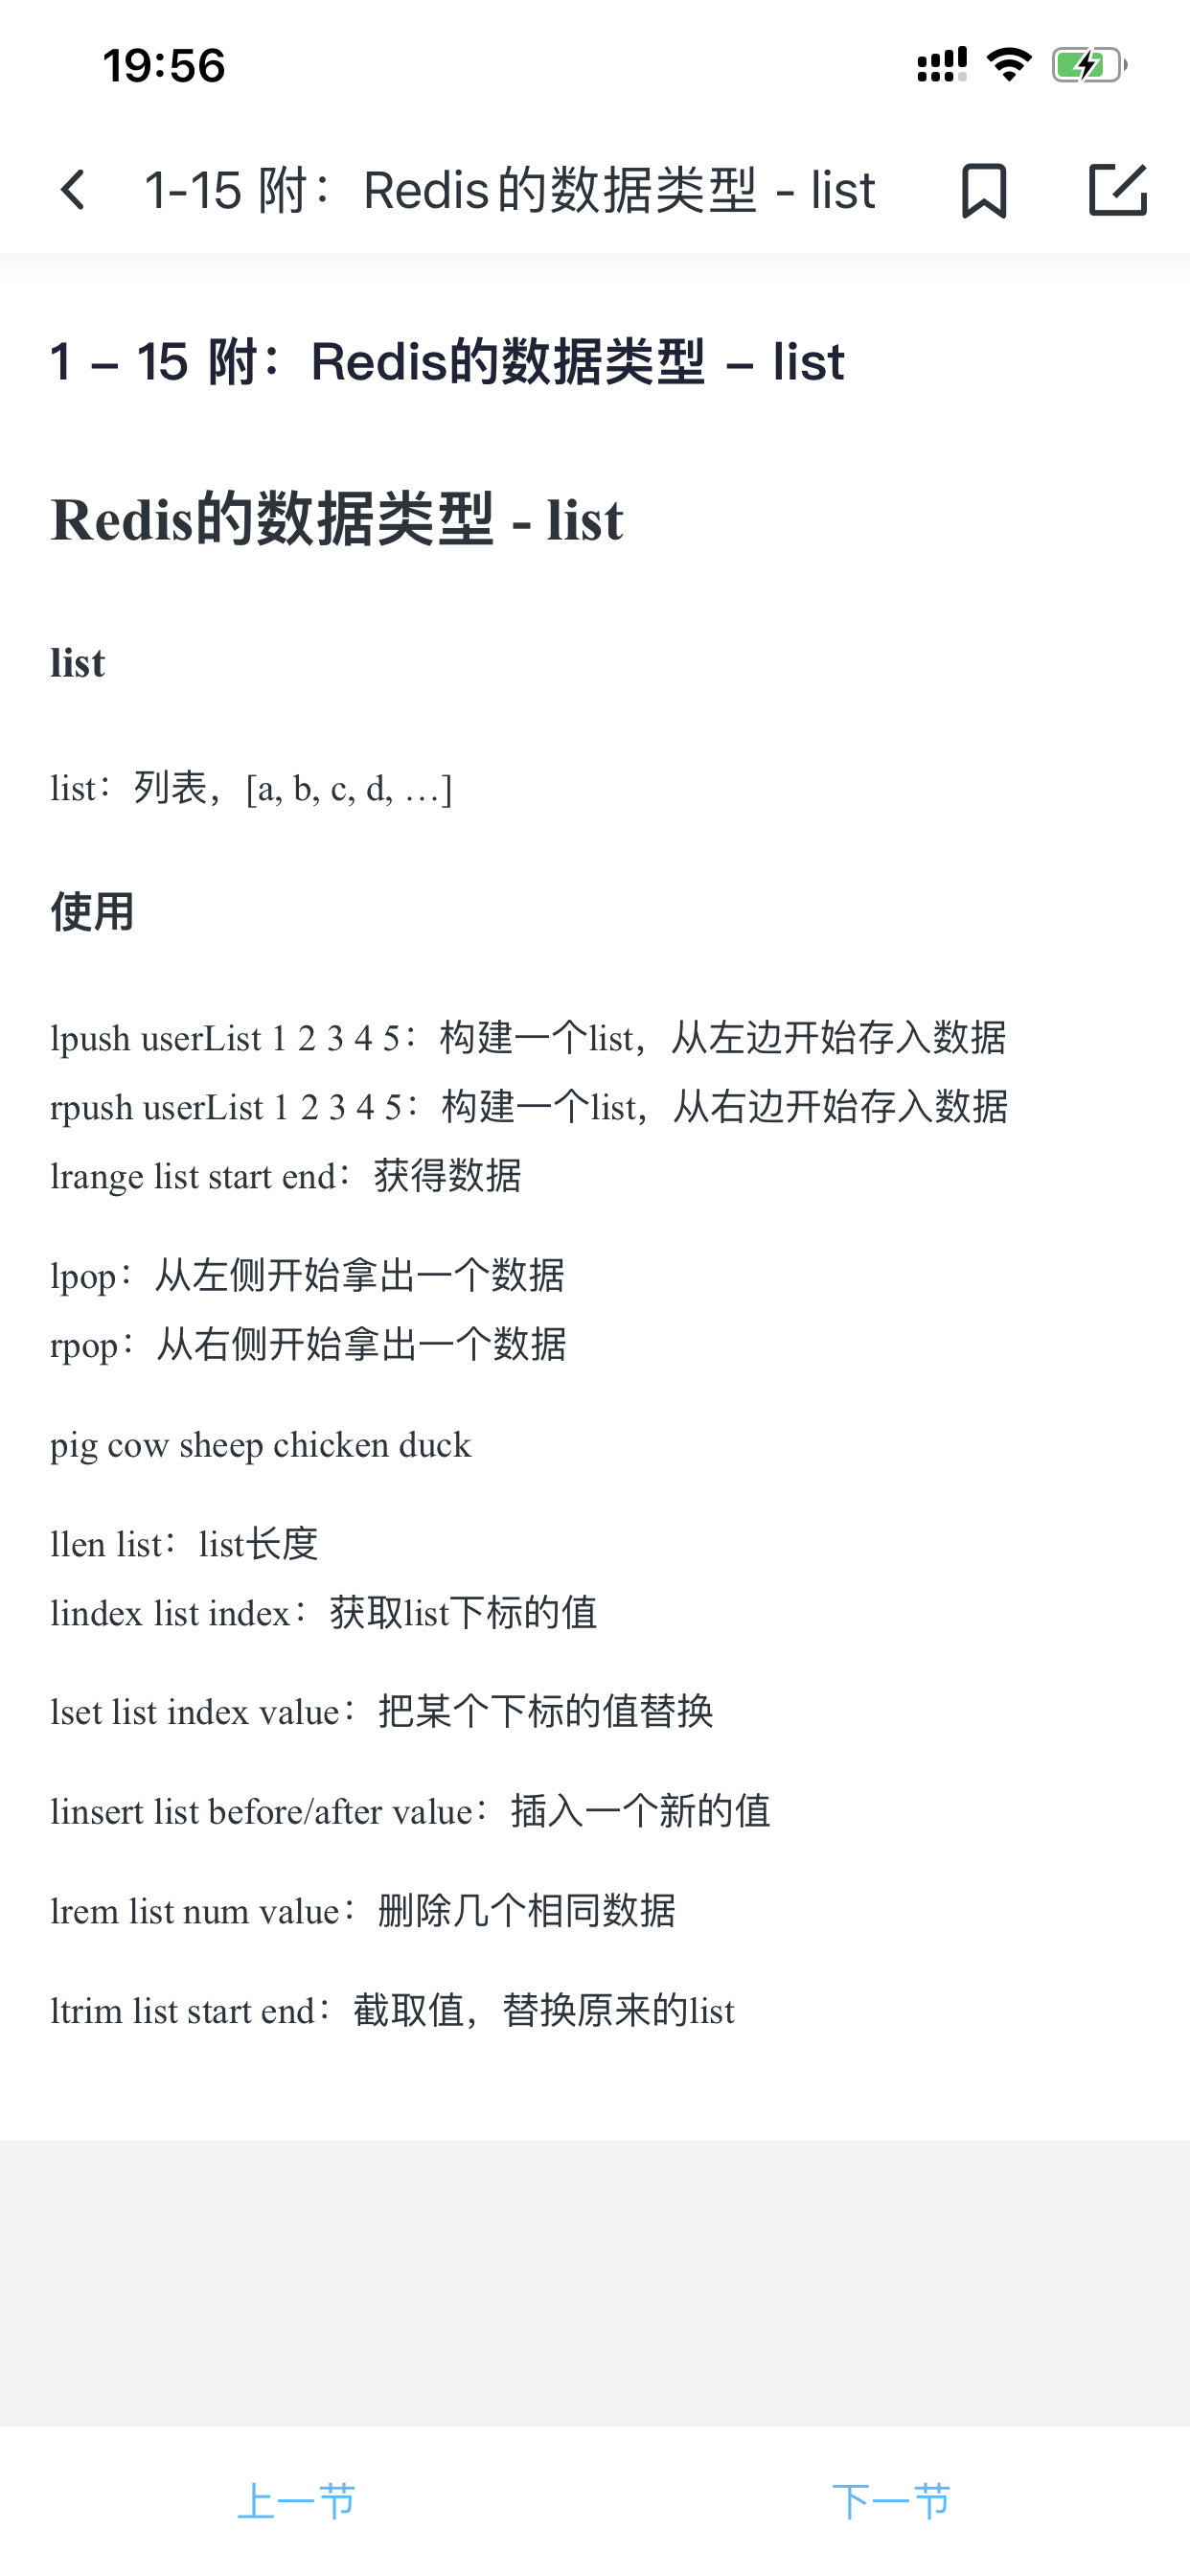 19:56
1-15 附：Redis的数据类型 - list
1 – 15 附：Redis的数据类型 – list
Redis的数据类型 - list
list
list：列表，[a, b, c, d, …]
使用
lpush userList 1 2 3 4 5：构建一个list，从左边开始存入数据
rpush userList 1 2 3 4 5：构建一个list，从右边开始存入数据
lrange list start end：获得数据
lpop：从左侧开始拿出一个数据
rpop：从右侧开始拿出一个数据
pig cow sheep chicken duck
llen list：list长度
lindex list index：获取list下标的值
lset list index value：把某个下标的值替换
linsert list before/after value：插入一个新的值
lrem list num value：删除几个相同数据
ltrim list start end：截取值，替换原来的list
上一节
下一节